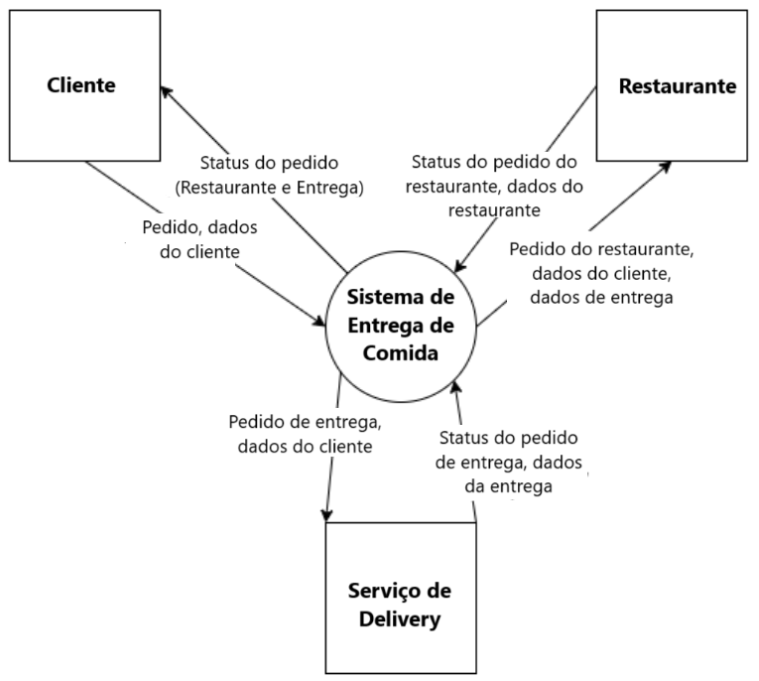 Cliente
Restaurante
Status do pedido
(Restaurante e Entrega)
Status do pedido do
restaurante, dados do
restaurante
Pedido, dados
do cliente
Pedido do restaurante,
dados do cliente,
dados de entrega
Sistema de
Entrega de
Comida
Pedido de entrega,
dados do cliente
Status do pedido
de entrega, dados
da entrega
Serviço de
Delivery